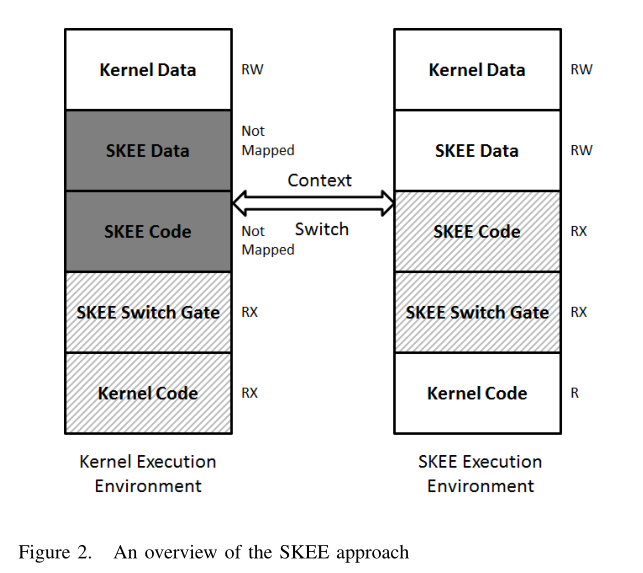 Kernel Data
RW
SKEE Data
Not
Mapped
SKEE Code
Not
Mapped
SKEE Switch Gate
RX
Kernel Code
RX
Kernel Execution
Environment
Context
Switch
Kernel Data
RW
SKEE Data
RW
SKEE Code
RX
SKEE Switch Gate
RX
Kernel Code
R
SKEE Execution
Environment
Figure 2. An overview of the SKEE approach